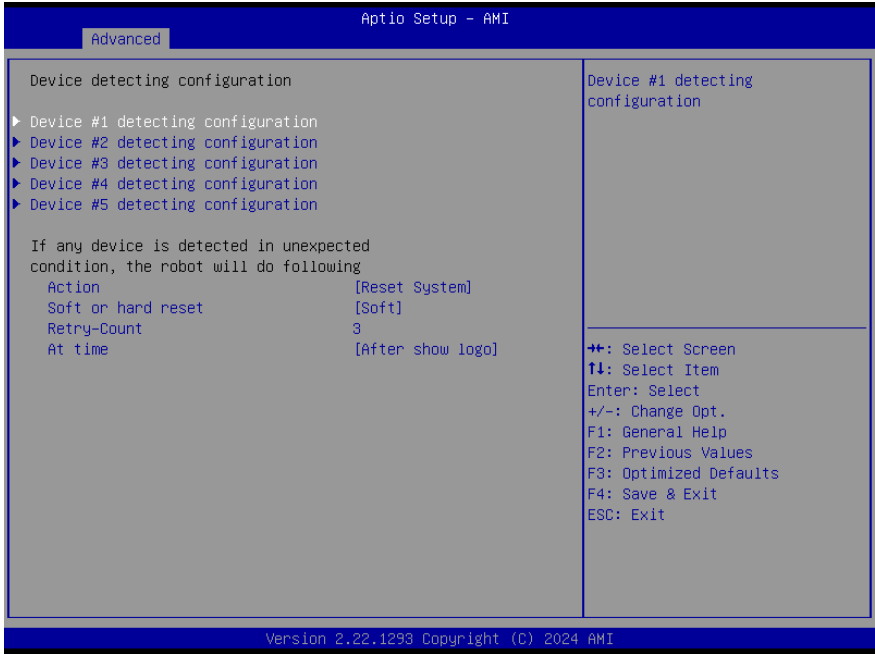 Aptio Setup – AMI
Advanced
Device detecting configuration
Device #1 detecting configuration
Device #2 detecting configuration
Device #3 detecting configuration
Device #4 detecting configuration
Device #5 detecting configuration
If any device is detected in unexpected
condition, the robot will do following
Action [Reset System]
Soft or hard reset [Soft]
Retry-Count 3
At time [After show logo]
Device #1 detecting
configuration
→←: Select Screen
↑↓: Select Item
Enter: Select
+/-: Change Opt.
F1: General Help
F2: Previous Values
F3: Optimized Defaults
F4: Save & Exit
ESC: Exit
Version 2.22.1293 Copyright (C) 2024 AMI